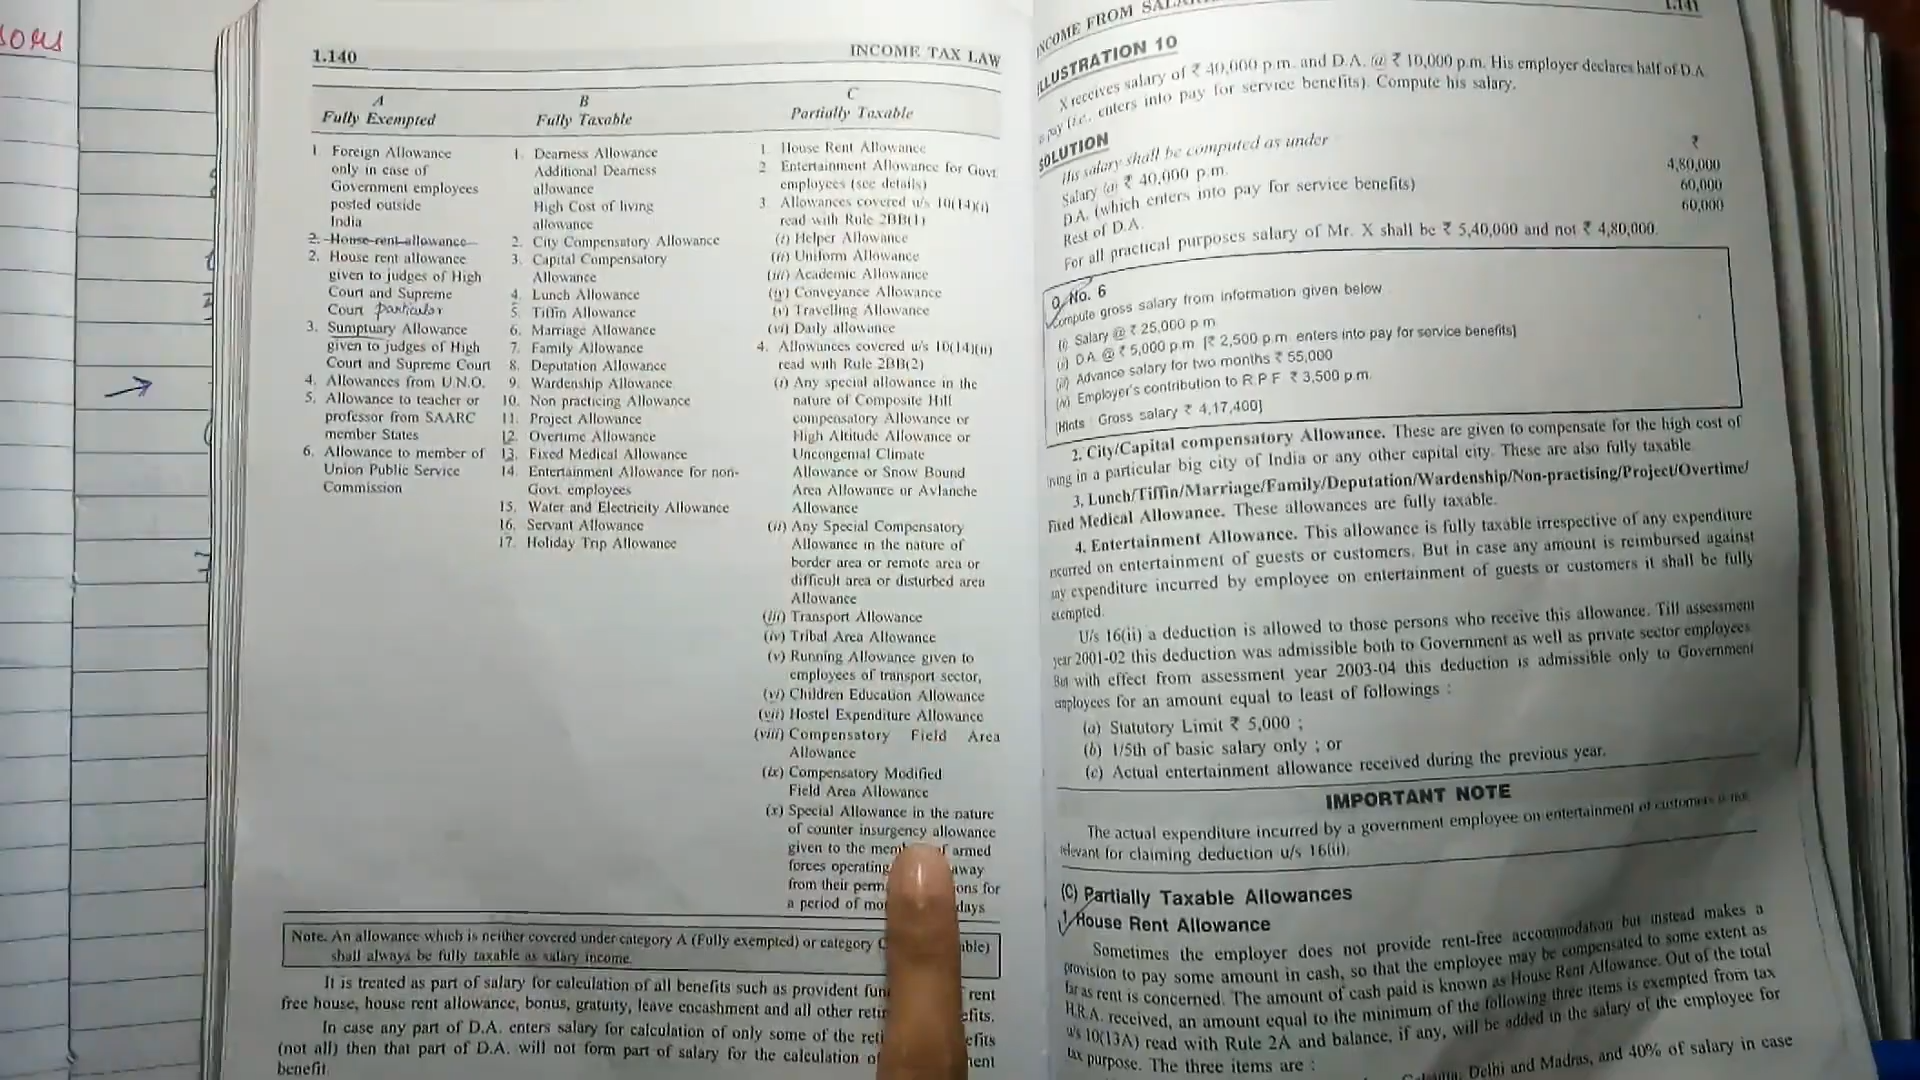 1.140
INCOME TAX LAW
A
Fully Exempted
1 Foreign Allowance
only in case of
Government employees
posted outside
India
2. House rent allowance
2. House rent allowance
given to judges of High
Court and Supreme
Court particular
3. Sumptuary Allowance
given to judges of High
Court and Supreme Court
4. Allowances from U.N.O.
5. Allowance to teacher or
professor from SAARC
member States
6. Allowance to member of
Union Public Service
Commission
B
Fully Taxable
1. Dearness Allowance
Additional Dearness
allowance
High Cost of living
allowance
2. City Compensatory Allowance
3. Capital Compensatory
Allowance
4. Lunch Allowance
5. Tiffin Allowance
6. Marriage Allowance
7. Family Allowance
8. Deputation Allowance
9. Wardenship Allowance
10. Non practicing Allowance
11. Project Allowance
12. Overtime Allowance
13. Fixed Medical Allowance
14. Entertainment Allowance for non-
Govt. employees
15. Water and Electricity Allowance
16. Servant Allowance
17. Holiday Trip Allowance
C
Partially Taxable
1. House Rent Allowance
2 Entertainment Allowance for Govt.
employees (see details)
3. Allowances covered u/s 10(14)(i)
read with Rule 2BB(1)
(i) Helper Allowance
(ii) Uniform Allowance
(iii) Academic Allowance
(iv) Conveyance Allowance
(v) Travelling Allowance
(vi) Daily allowance
4. Allowances covered u/s 10(14)(ii)
read with Rule 2BB(2)
(i) Any special allowance in the
nature of Composite Hill
compensatory Allowance or
High Altitude Allowance or
Uncongenial Climate
Allowance or Snow Bound
Area Allowance or Avlanche
Allowance
(ii) Any Special Compensatory
Allowance in the nature of
border area or remote area or
difficult area or disturbed area
Allowance
(iii) Transport Allowance
(iv) Tribal Area Allowance
(v) Running Allowance given to
employees of transport sector,
(vi) Children Education Allowance
(vii) Hostel Expenditure Allowance
(viii) Compensatory Field Area
Allowance
(ix) Compensatory Modified
Field Area Allowance
(x) Special Allowance in the nature
of counter insurgency allowance
given to the of armed
forces operating away
from their for
a period of days
Note. An allowance which is neither covered under category A (Fully exempted) or category
shall always be fully taxable as salary income.
It is treated as part of salary for calculation of all benefits such as provident rent
free house, house rent allowance, bonus, gratuity, leave encashment and all other
In case any part of D.A. enters salary for calculation of only some of the
(not all) then that part of D.A. will not form part of salary for the calculation
benefit
INCOME FROM
1.141
ILLUSTRATION 10
X receives salary of ₹ 40,000 p.m. and D.A. @ ₹ 10,000 p.m. His employer declares half of D.A.
pay (i.e., enters into pay for service benefits). Compute his salary.
SOLUTION
His salary shall be computed as under
₹
Salary @ ₹ 40,000 p.m. 4,80,000
D.A. (which enters into pay for service benefits) 60,000
Rest of D.A. 60,000
For all practical purposes salary of Mr. X shall be ₹ 5,40,000 and not ₹ 4,80,000.
Q. No. 6
Compute gross salary from information given below
(i) Salary @ ₹ 25,000 p.m
(ii) D.A. @ ₹ 5,000 p.m. [₹ 2,500 p.m. enters into pay for service benefits]
(iii) Advance salary for two months ₹ 55,000
(iv) Employer's contribution to R.P.F ₹ 3,500 p.m.
[Hints : Gross salary ₹ 4,17,400]
2. City/Capital compensatory Allowance. These are given to compensate for the high cost of
living in a particular big city of India or any other capital city. These are also fully taxable.
3. Lunch/Tiffin/Marriage/Family/Deputation/Wardenship/Non-practising/Project/Overtime/
Fixed Medical Allowance. These allowances are fully taxable.
4. Entertainment Allowance. This allowance is fully taxable irrespective of any expenditure
incurred on entertainment of guests or customers. But in case any amount is reimbursed against
any expenditure incurred by employee on entertainment of guests or customers it shall be fully
exempted.
U/s 16(ii) a deduction is allowed to those persons who receive this allowance. Till assessment
year 2001-02 this deduction was admissible both to Government as well as private sector employees
But with effect from assessment year 2003-04 this deduction is admissible only to Government
employees for an amount equal to least of followings :
(a) Statutory Limit ₹ 5,000 ;
(b) 1/5th of basic salary only ; or
(c) Actual entertainment allowance received during the previous year.
IMPORTANT NOTE
The actual expenditure incurred by a government employee on entertainment of customers is not
relevant for claiming deduction u/s 16(ii).
(C) Partially Taxable Allowances
1. House Rent Allowance
Sometimes the employer does not provide rent-free accommodation but instead makes a
provision to pay some amount in cash, so that the employee may be compensated to some extent as
far as rent is concerned. The amount of cash paid is known as House Rent Allowance. Out of the total
H.R.A. received, an amount equal to the minimum of the following three items is exempted from tax
u/s 10(13A) read with Rule 2A and balance, if any, will be added in the salary of the employee for
tax purpose. The three items are :
Delhi and Madras, and 40% of salary in case